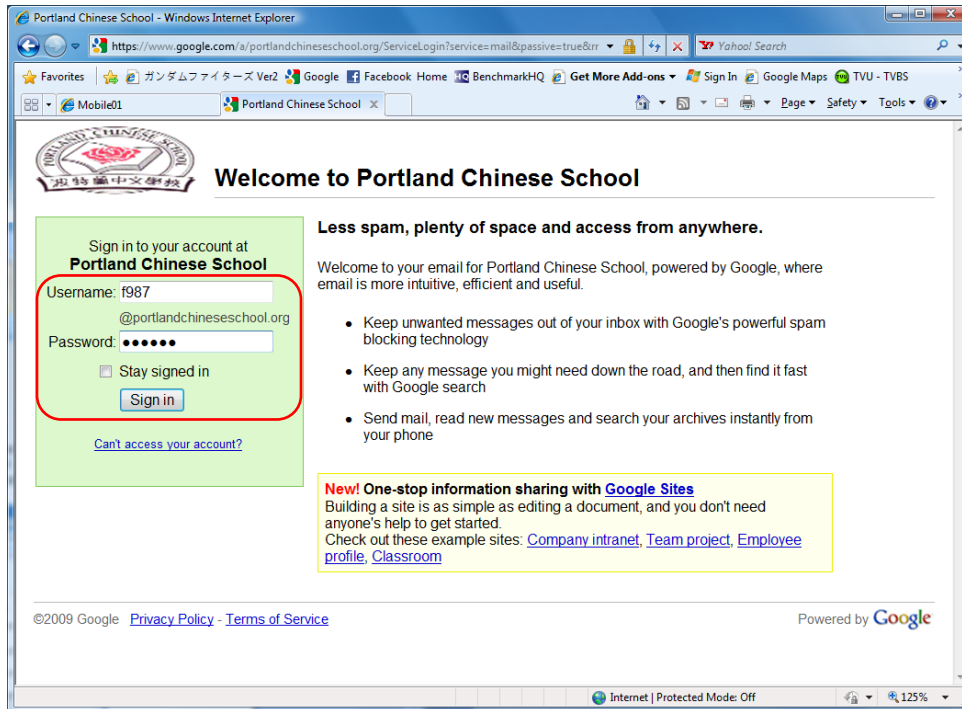 Portland Chinese School - Windows Internet Explorer
https://www.google.com/a/portlandchineseschool.org/ServiceLogin?service=mail&passive=true&rr
Yahoo! Search
Favorites ガンダムファイターズ Ver2 Google Facebook Home BenchmarkHQ Get More Add-ons Sign In Google Maps TVU - TVBS
Mobile01 Portland Chinese School Page Safety Tools
PORTLAND CHINESE SCHOOL
波特蘭中文學校
Welcome to Portland Chinese School
Sign in to your account at
Portland Chinese School
Username: f987
@portlandchineseschool.org
Password: ●●●●●●
Stay signed in
Sign in
Can't access your account?
Less spam, plenty of space and access from anywhere.
Welcome to your email for Portland Chinese School, powered by Google, where
email is more intuitive, efficient and useful.
• Keep unwanted messages out of your inbox with Google's powerful spam
blocking technology
• Keep any message you might need down the road, and then find it fast
with Google search
• Send mail, read new messages and search your archives instantly from
your phone
New! One-stop information sharing with Google Sites
Building a site is as simple as editing a document, and you don't need
anyone's help to get started.
Check out these example sites: Company intranet, Team project, Employee
profile, Classroom
©2009 Google Privacy Policy - Terms of Service
Powered by Google
Internet | Protected Mode: Off 125%